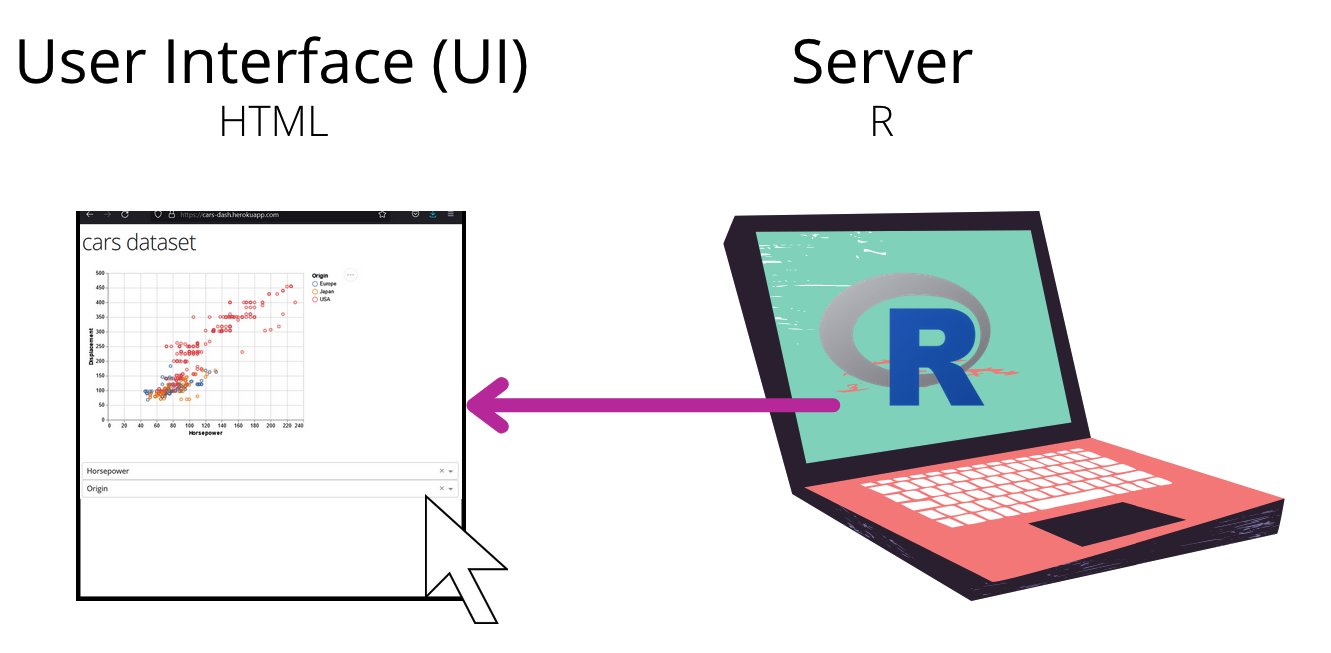 User Interface (UI)
HTML
Server
R
https://cars-dash.herokuapp.com
cars dataset
Origin
Europe
Japan
USA
500
450
400
350
300
250
200
150
100
50
0
Displacement
0 20 40 60 80 100 120 140 160 180 200 220 240
Horsepower
Horsepower
Origin
R